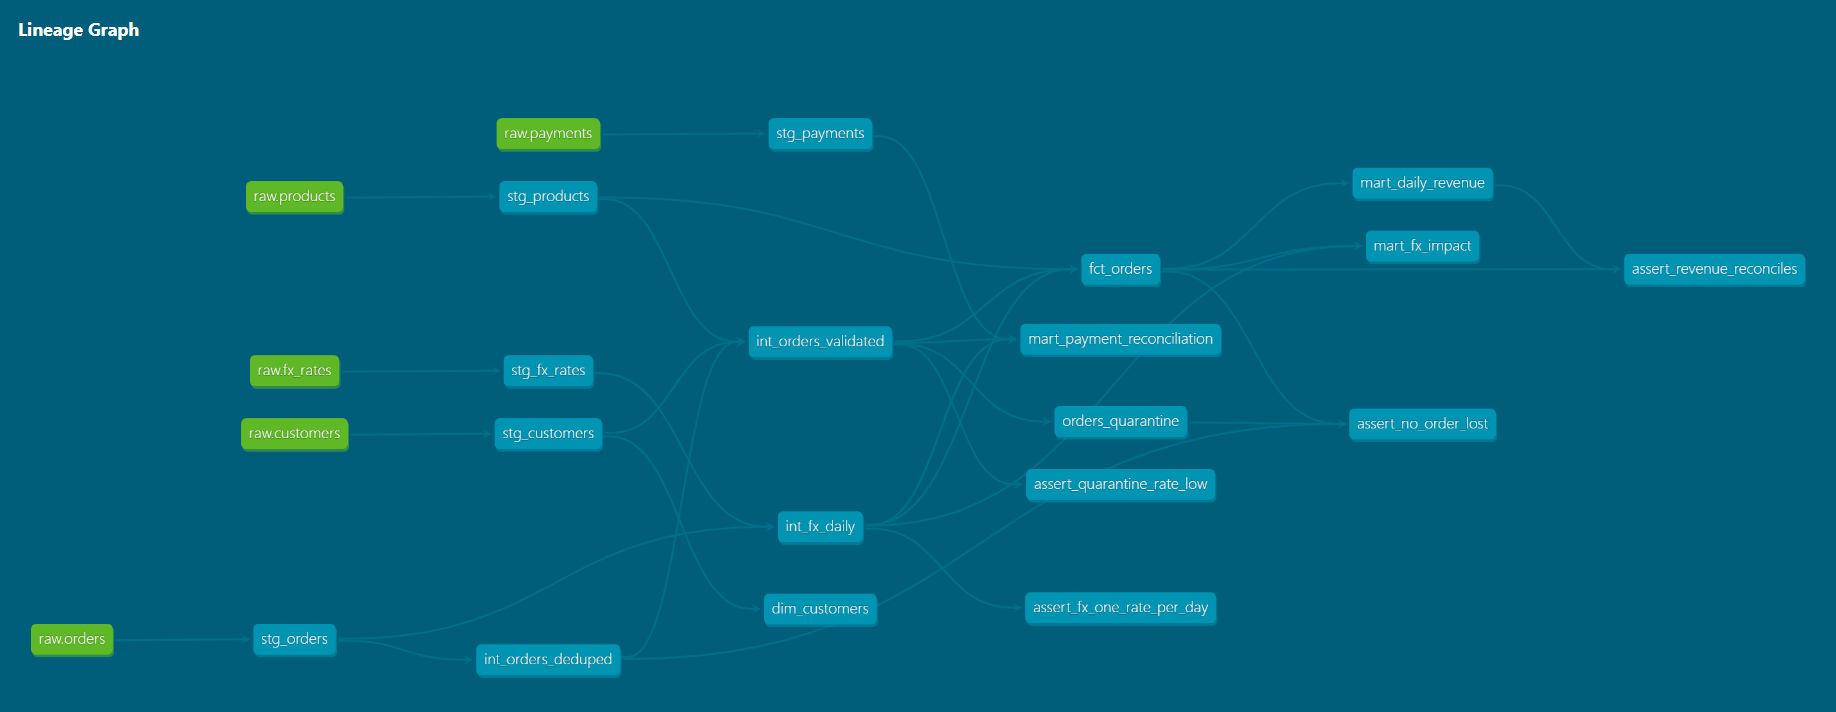 Lineage Graph
raw.payments
stg_payments
raw.products
stg_products
mart_daily_revenue
mart_fx_impact
fct_orders
assert_revenue_reconciles
int_orders_validated
mart_payment_reconciliation
raw.fx_rates
stg_fx_rates
raw.customers
stg_customers
orders_quarantine
assert_no_order_lost
assert_quarantine_rate_low
int_fx_daily
dim_customers
assert_fx_one_rate_per_day
raw.orders
stg_orders
int_orders_deduped